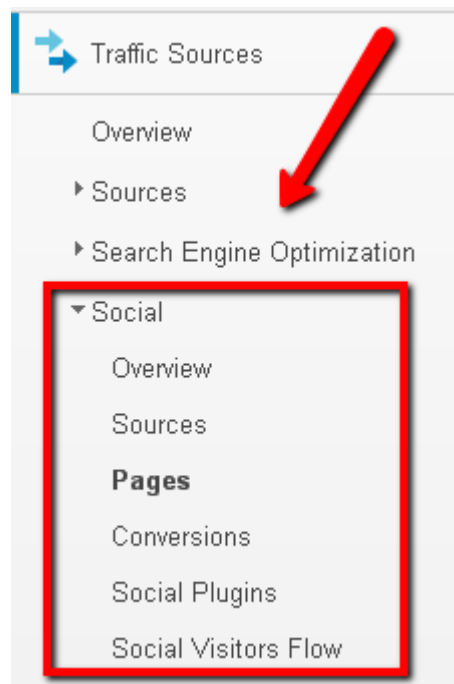 Traffic Sources
Overview
Sources
Search Engine Optimization
Social
Overview
Sources
Pages
Conversions
Social Plugins
Social Visitors Flow